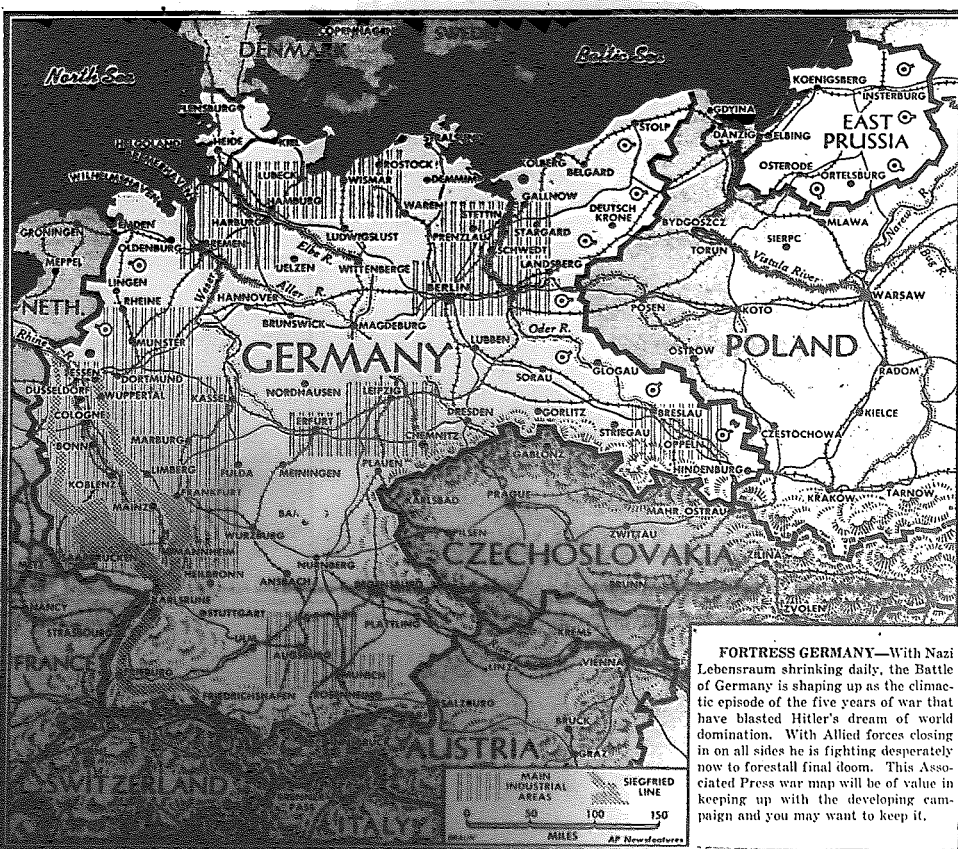 DENMARK
COPENHAGEN
SWEDEN
North Sea
Baltic Sea
FLENSBURG
HEIDE
KIEL
HELGOLAND
BREMERHAVEN
WILHELMSHAVEN
LUBECK
HAMBURG
HARBURG
WISMAR
ROSTOCK
STRALSUND
DEMMIN
WAREN
STETTIN
PRENZLAU
KOLBERG
BELGARD
STOLP
GALLNOW
STARGARD
DEUTSCH
KRONE
SCHWEDT
LANDSBERG
GDYNIA
DANZIG
ELBING
KOENIGSBERG
INSTERBURG
EAST
PRUSSIA
OSTERODE
ORTELSBURG
MLAWA
Narew R.
Bug R.
BYDGOSZCZ
TORUN
SIERPC
Vistula River
WARSAW
GRONINGEN
MEPPEL
NETH.
EMDEN
OLDENBURG
BREMEN
LUDWIGSLUST
Elbe R.
UELZEN
WITTENBERGE
Aller R.
Weser
BERLIN
LINGEN
RHEINE
HANNOVER
BRUNSWICK
MAGDEBURG
Oder R.
POSEN
KOTO
Rhine R.
MUNSTER
GERMANY
LUBBEN
SORAU
GLOGAU
OSTROW
POLAND
RADOM
ESSEN
DUSSELDORF
DORTMUND
WUPPERTAL
COLOGNE
KASSEL
NORDHAUSEN
LEIPZIG
ERFURT
DRESDEN
GORLITZ
BRESLAU
KIELCE
BONN
MARBURG
CHEMNITZ
STRIEGAU
OPPELN
CZESTOCHOWA
KOBLENZ
LIMBERG
FULDA
MEININGEN
PLAUEN
GABLONZ
HINDENBURG
FRANKFURT
KARLSBAD
PRAGUE
KRAKOW
TARNOW
MAINZ
WURZBURG
PILSEN
MAHR. OSTRAU
ZWITTAU
CZECHOSLOVAKIA
ZILINA
SAARBRUCKEN
METZ
MANNHEIM
HEILBRONN
NURNBERG
ANSBACH
REGENSBURG
BRUNN
ZVOLEN
NANCY
KARLSRUHE
STUTTGART
PLATTLING
STRASBOURG
ULM
AUGSBURG
KREMS
LINZ
VIENNA
FRANCE
FREIBURG
MUNICH
FRIEDRICHSHAFEN
ROSENHEIM
SALZBURG
BRUCK
GRAZ
AUSTRIA
SWITZERLAND
ITALY
MAIN
INDUSTRIAL
AREAS
SIEGFRIED
LINE
0 50 100 150
MILES
AP Newsfeatures
FORTRESS GERMANY—With Nazi
Lebensraum shrinking daily, the Battle
of Germany is shaping up as the climac-
tic episode of the five years of war that
have blasted Hitler's dream of world
domination. With Allied forces closing
in on all sides he is fighting desperately
now to forestall final doom. This Asso-
ciated Press war map will be of value in
keeping up with the developing cam-
paign and you may want to keep it.